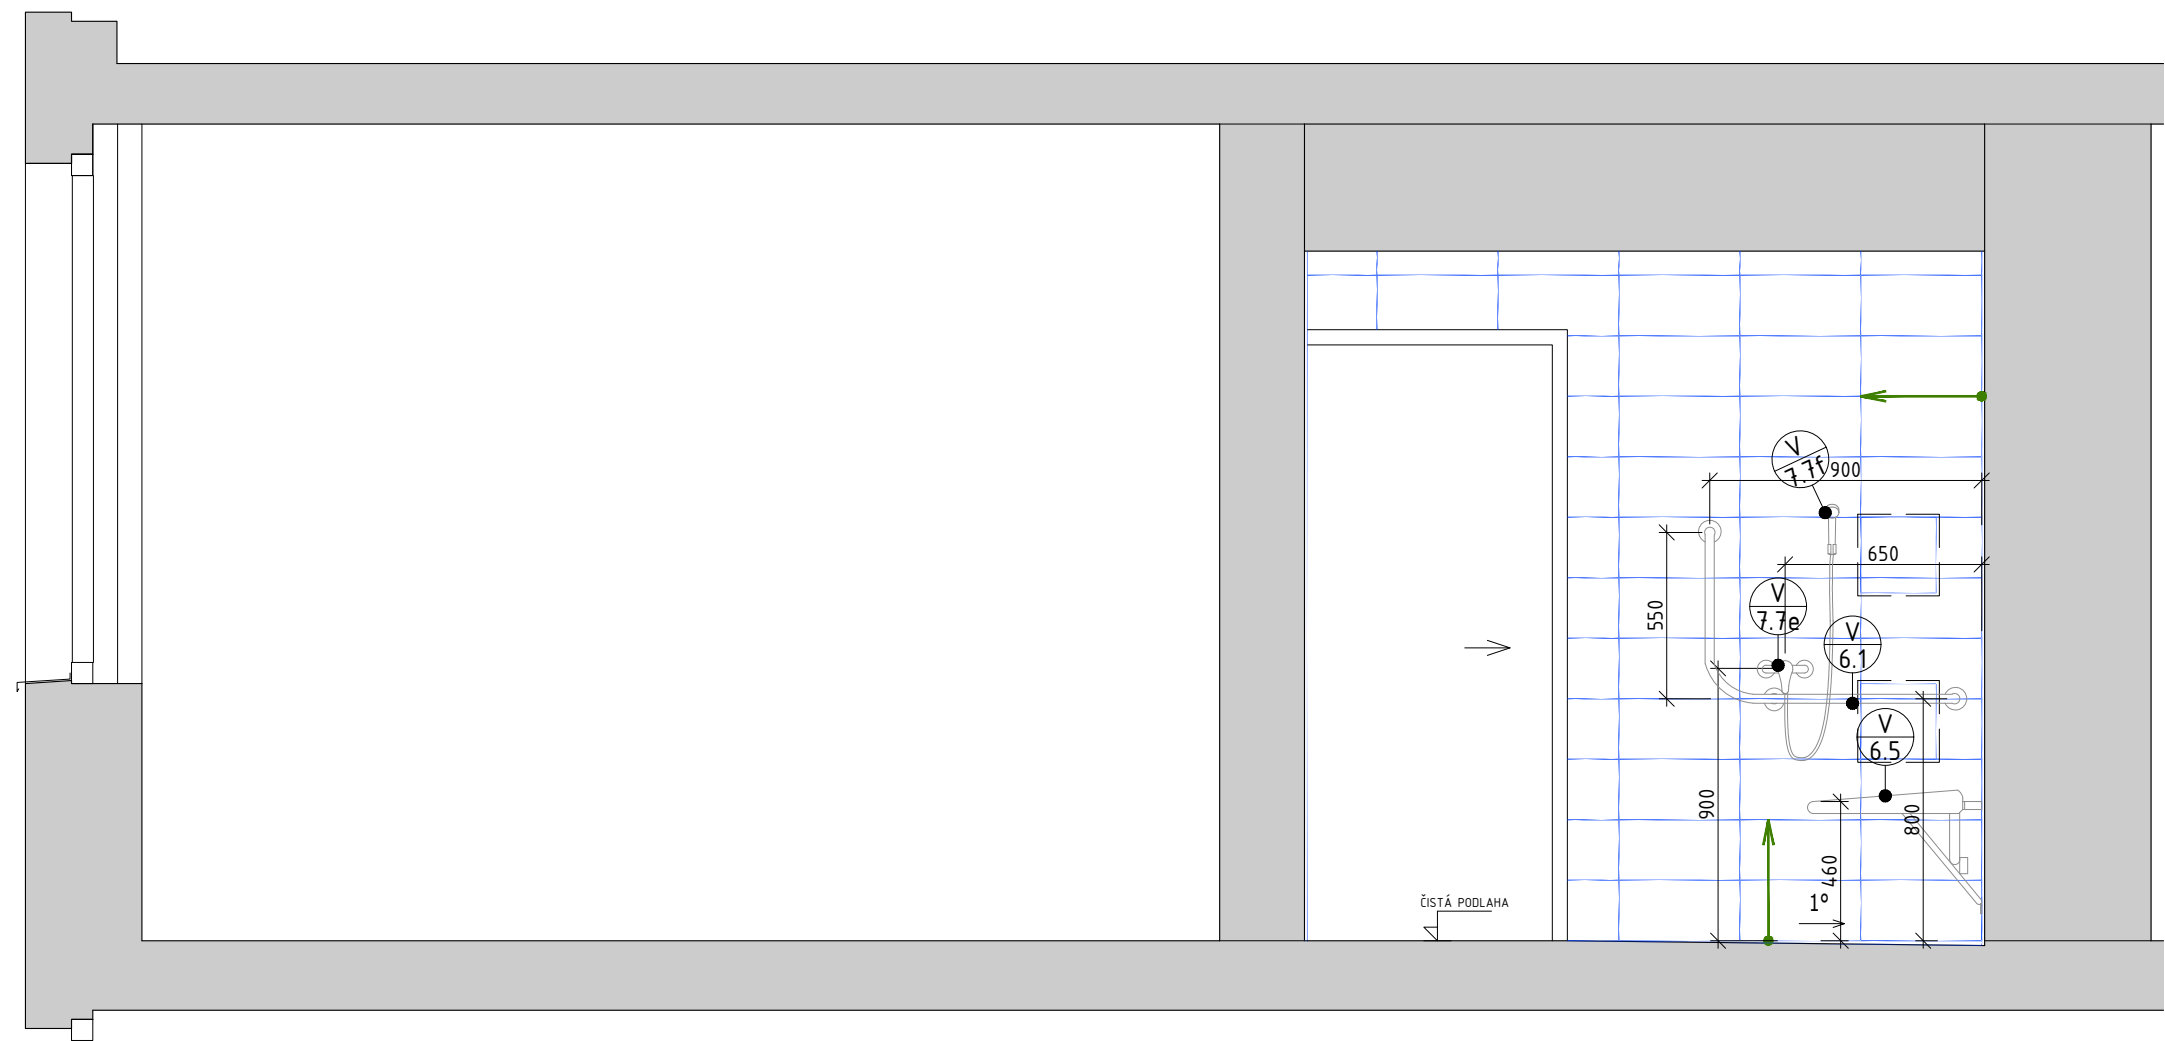 V
7.7f
900
650
V
7.7e
550
V
6.1
V
6.5
900
800
460
1°
ČISTÁ PODLAHA